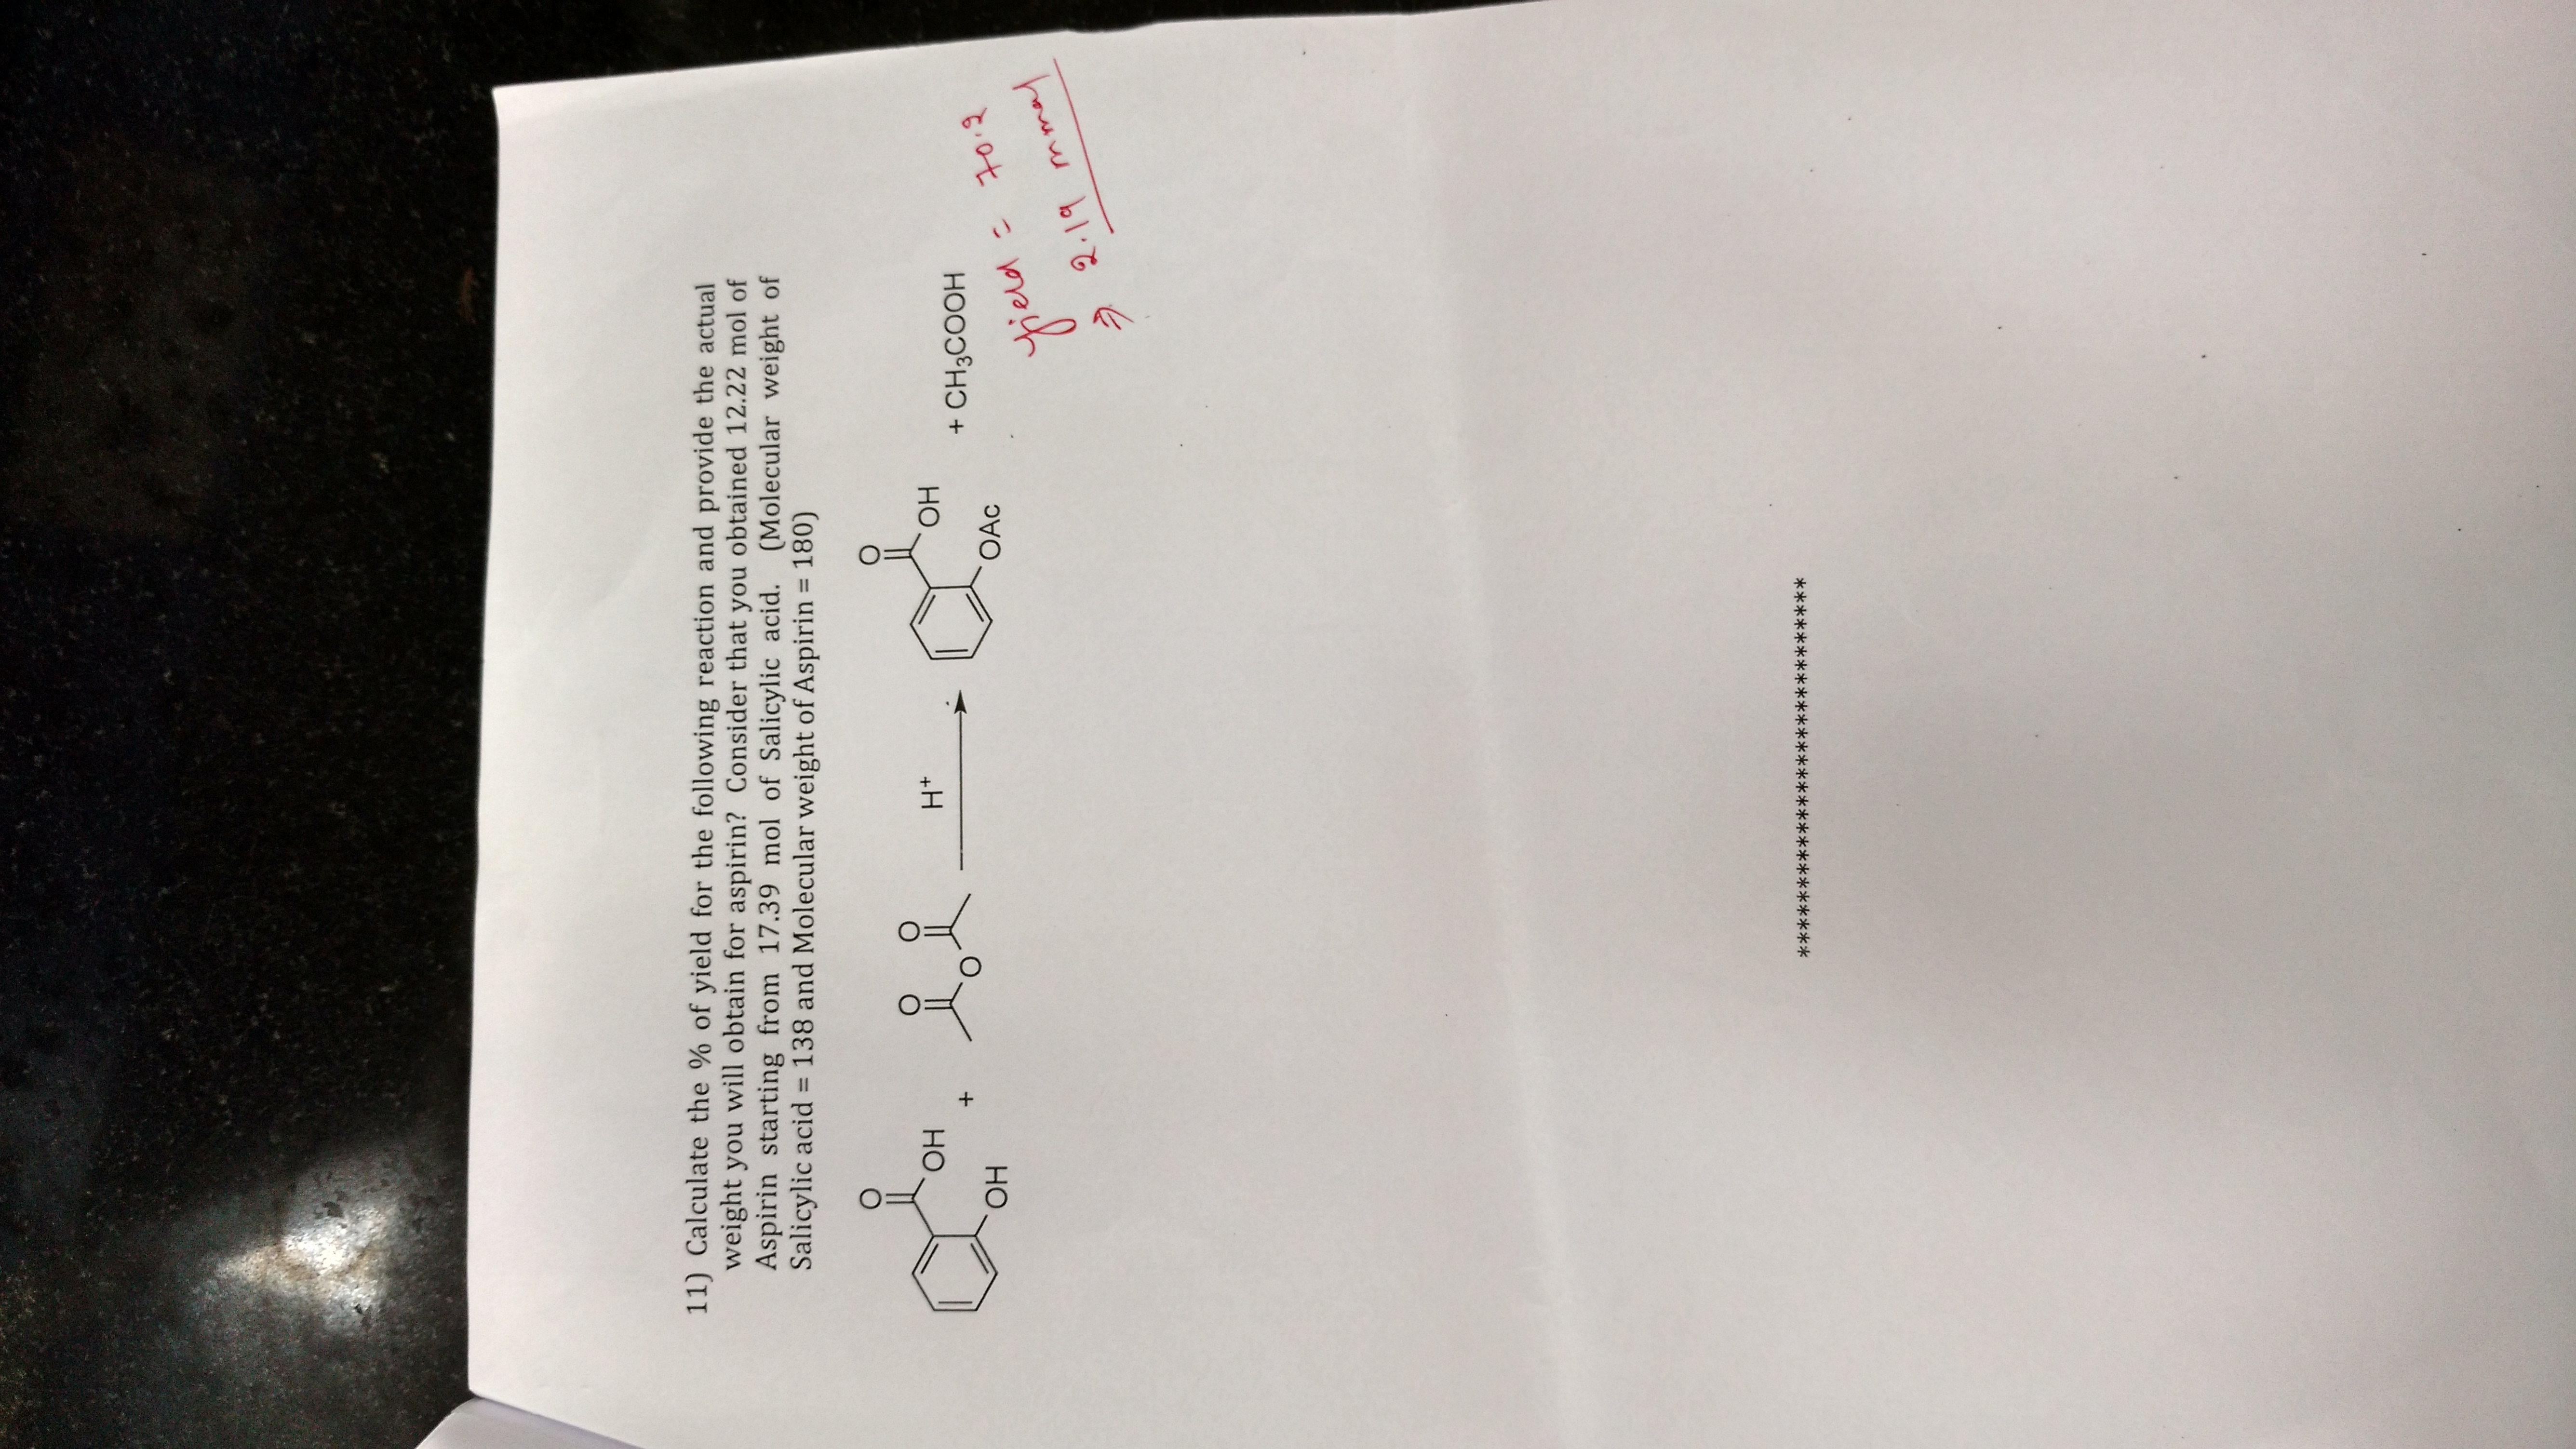 11) Calculate the % of yield for the following reaction and provide the actual
weight you will obtain for aspirin? Consider that you obtained 12.22 mol of
Aspirin starting from 17.39 mol of Salicylic acid. (Molecular weight of
Salicylic acid = 138 and Molecular weight of Aspirin = 180)
O
OH
OH
+
O O
O
H+
O
OH
OAc
+ CH₃COOH
yield = 70.2
⇒ 2.19 mmol
****************************